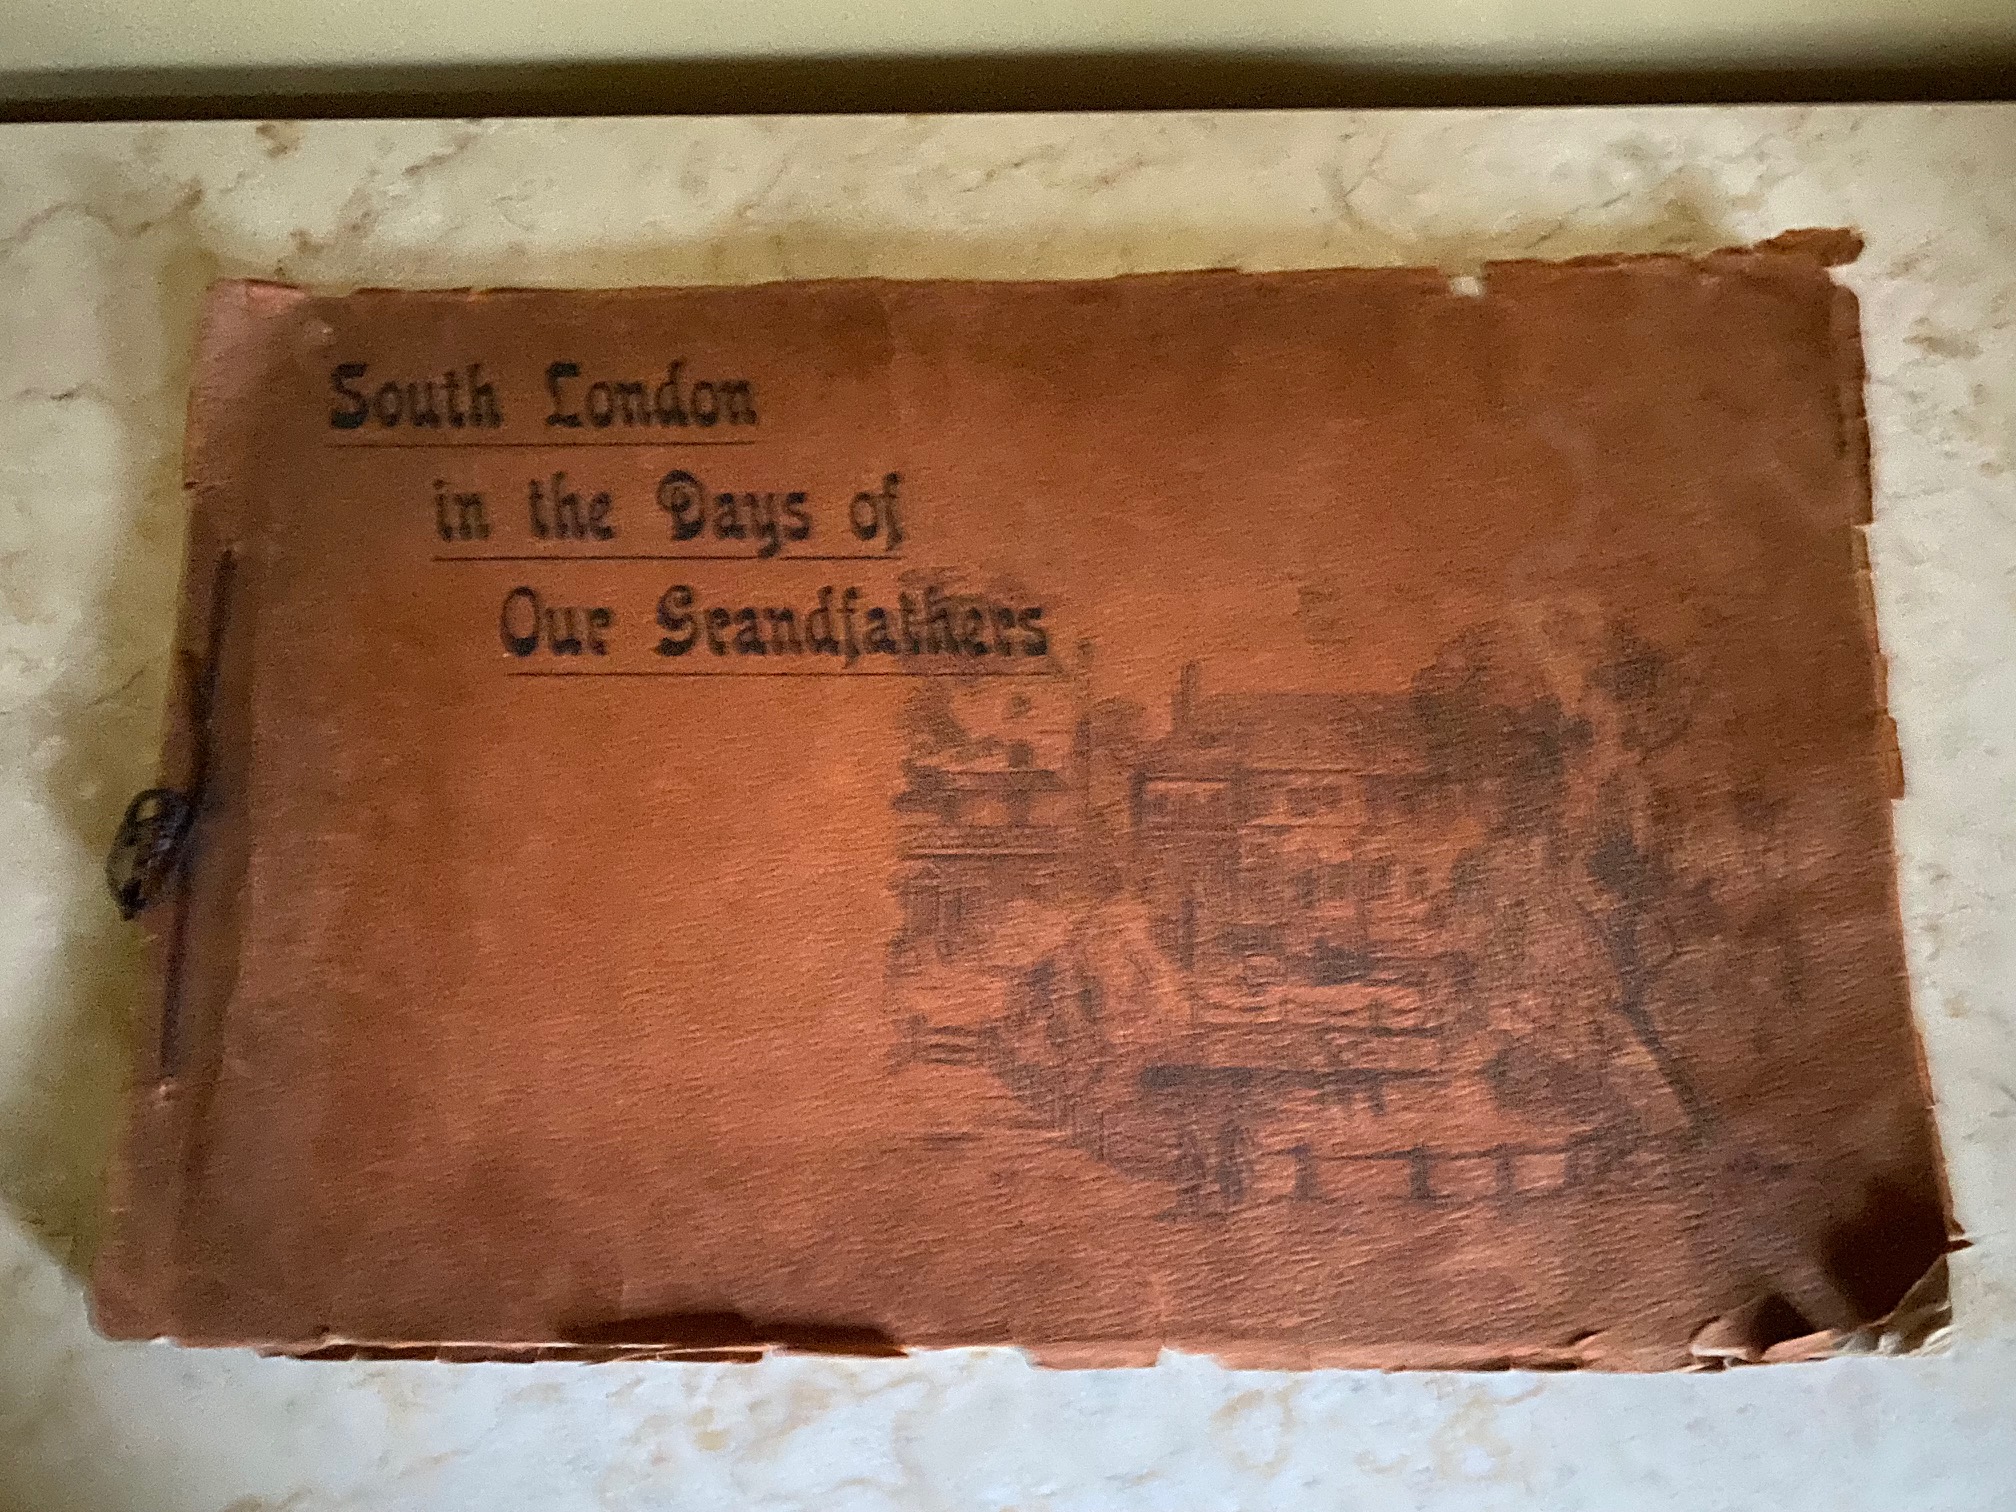 South London
in the Days of
Our Grandfathers